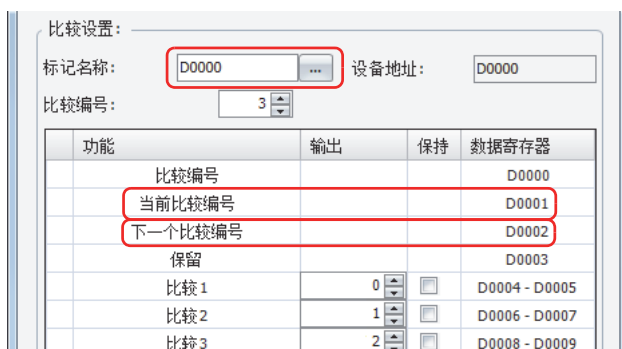 比较设置:
标记名称: D0000 ... 设备地址: D0000
比较编号: 3
功能 输出 保持 数据寄存器
比较编号 D0000
当前比较编号 D0001
下一个比较编号 D0002
保留 D0003
比较1 0 D0004 - D0005
比较2 1 D0006 - D0007
比较3 2 D0008 - D0009